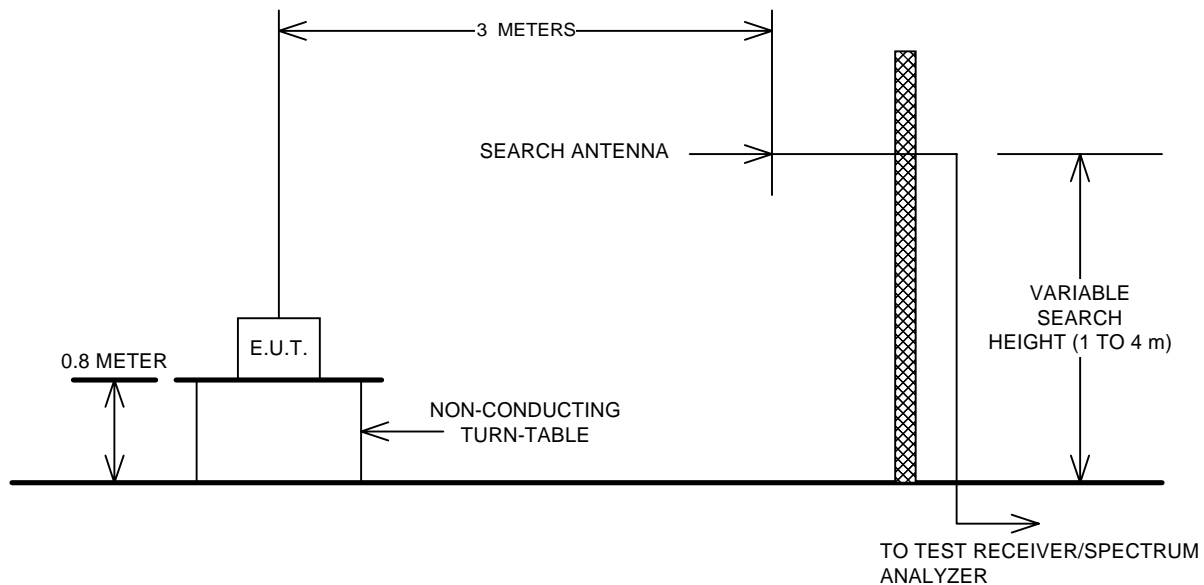 3 METERS
SEARCH ANTENNA
VARIABLE
SEARCH
HEIGHT (1 TO 4 m)
E.U.T.
0.8 METER
NON-CONDUCTING
TURN-TABLE
TO TEST RECEIVER/SPECTRUM
ANALYZER